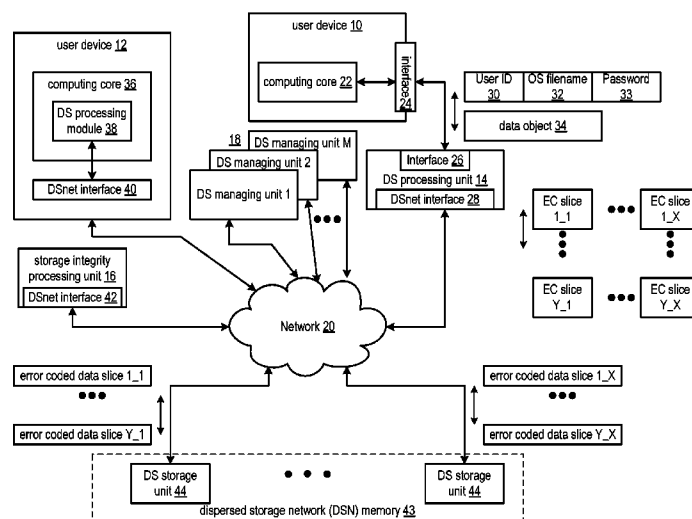 user device 12
computing core 36
DS processing
module 38
DSnet interface 40
user device 10
computing core 22
interface 24
User ID
30
OS filename
32
Password
33
data object 34
18
DS managing unit M
DS managing unit 2
DS managing unit 1
Interface 26
DS processing unit 14
DSnet interface 28
EC slice
1_1
EC slice
1_X
EC slice
Y_1
EC slice
Y_X
storage integrity
processing unit 16
DSnet interface 42
Network 20
error coded data slice 1_1
error coded data slice Y_1
error coded data slice 1_X
error coded data slice Y_X
DS storage
unit 44
DS storage
unit 44
dispersed storage network (DSN) memory 43